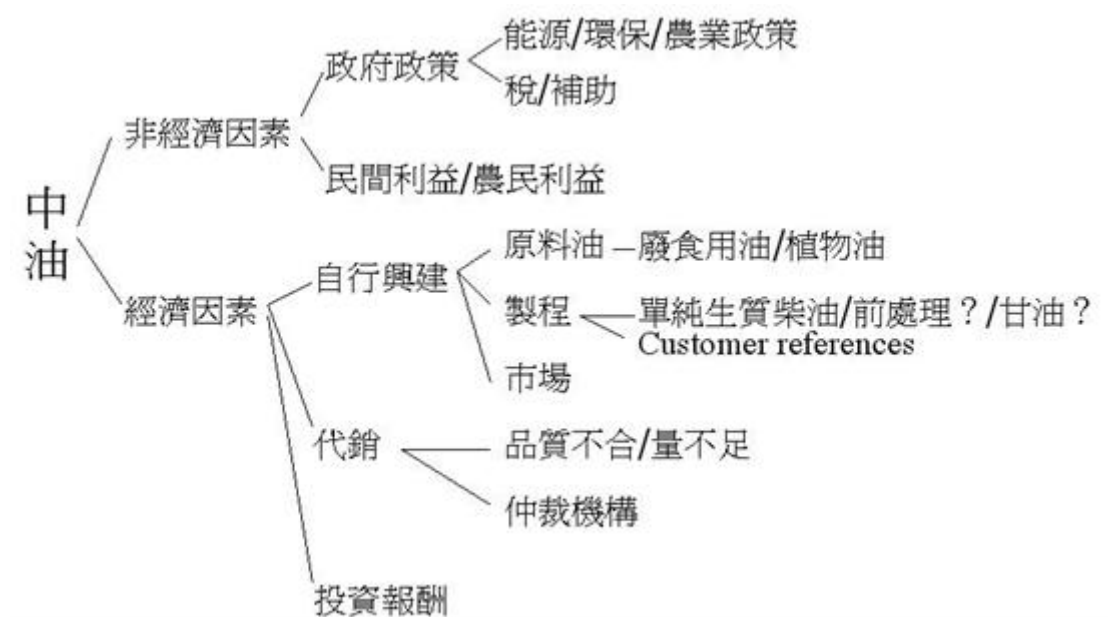 中油
非經濟因素
政府政策
能源/環保/農業政策
稅/補助
民間利益/農民利益
經濟因素
自行興建
原料油
廢食用油/植物油
製程
單純生質柴油/前處理？/甘油？
Customer references
市場
代銷
品質不合/量不足
仲裁機構
投資報酬